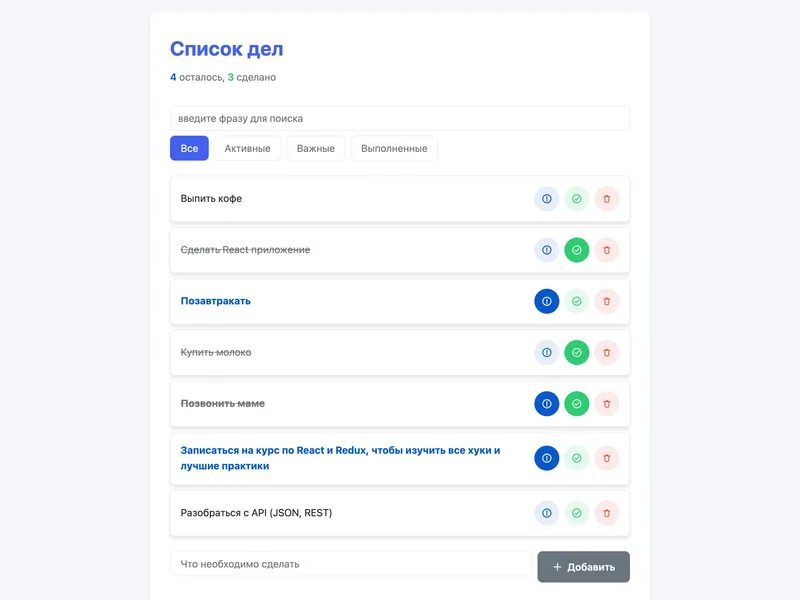 Список дел
4 осталось, 3 сделано
введите фразу для поиска
Все Активные Важные Выполненные
Выпить кофе
Сделать React приложение
Позавтракать
Купить молоко
Позвонить маме
Записаться на курс по React и Redux, чтобы изучить все хуки и
лучшие практики
Разобраться с API (JSON, REST)
Что необходимо сделать
+ Добавить